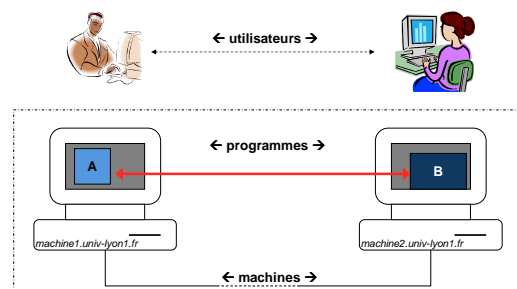 ← utilisateurs →
← programmes →
A
B
machine1.univ-lyon1.fr
machine2.univ-lyon1.fr
← machines →